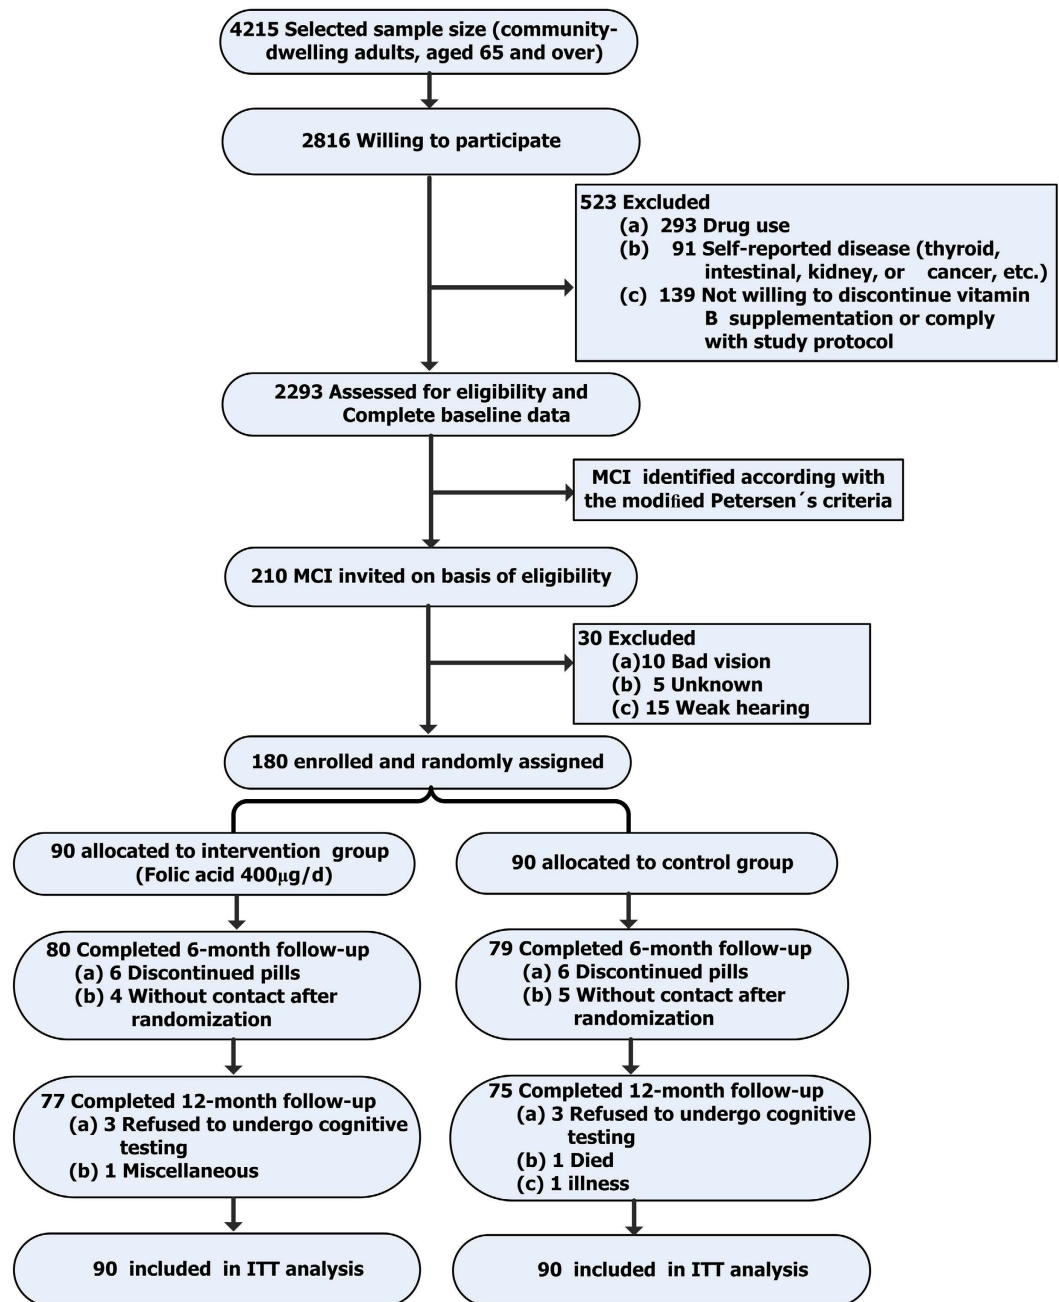 4215 Selected sample size (community-
dwelling adults, aged 65 and over)
2816 Willing to participate
523 Excluded
(a) 293 Drug use
(b) 91 Self-reported disease (thyroid,
intestinal, kidney, or cancer, etc.)
(c) 139 Not willing to discontinue vitamin
B supplementation or comply
with study protocol
2293 Assessed for eligibility and
Complete baseline data
MCI identified according with
the modified Petersen´s criteria
210 MCI invited on basis of eligibility
30 Excluded
(a)10 Bad vision
(b) 5 Unknown
(c) 15 Weak hearing
180 enrolled and randomly assigned
90 allocated to intervention group
(Folic acid 400μg/d)
90 allocated to control group
80 Completed 6-month follow-up
(a) 6 Discontinued pills
(b) 4 Without contact after
randomization
79 Completed 6-month follow-up
(a) 6 Discontinued pills
(b) 5 Without contact after
randomization
77 Completed 12-month follow-up
(a) 3 Refused to undergo cognitive
testing
(b) 1 Miscellaneous
75 Completed 12-month follow-up
(a) 3 Refused to undergo cognitive
testing
(b) 1 Died
(c) 1 illness
90 included in ITT analysis
90 included in ITT analysis